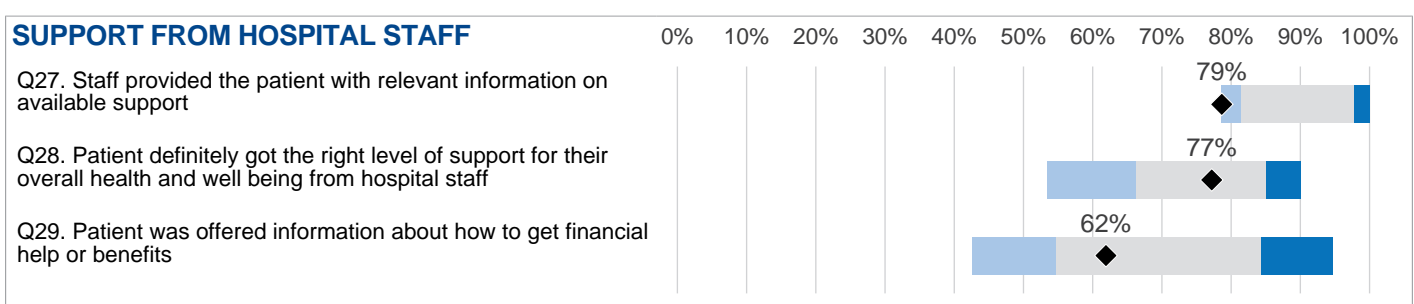 SUPPORT FROM HOSPITAL STAFF
0% 10% 20% 30% 40% 50% 60% 70% 80% 90% 100%
Q27. Staff provided the patient with relevant information on
available support
79%
Q28. Patient definitely got the right level of support for their
overall health and well being from hospital staff
77%
Q29. Patient was offered information about how to get financial
help or benefits
62%